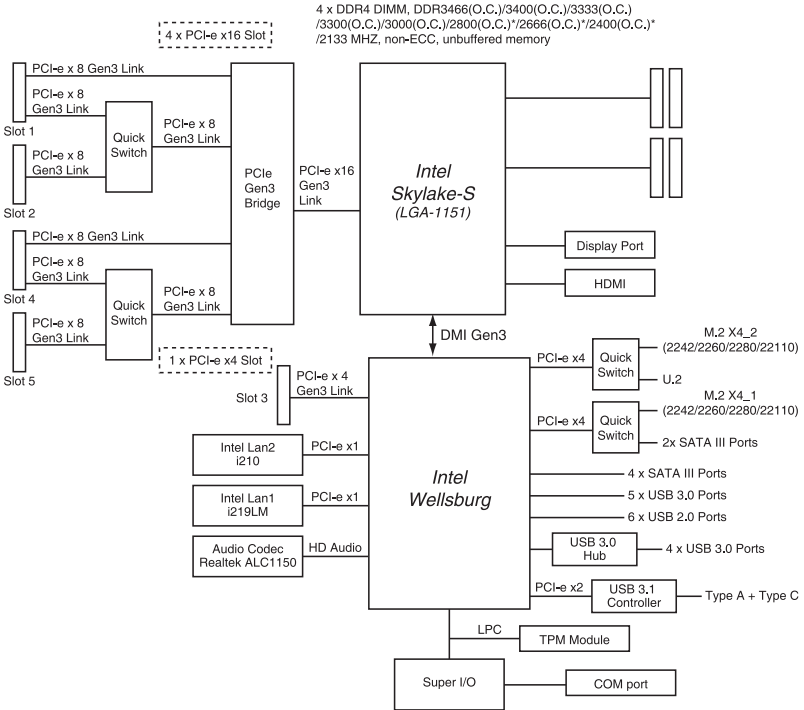 4 x DDR4 DIMM, DDR3466(O.C.)/3400(O.C.)/3333(O.C.)
/3300(O.C.)/3000(O.C.)/2800(O.C.)*/2666(O.C.)*/2400(O.C.)*
/2133 MHZ, non-ECC, unbuffered memory
4 x PCI-e x16 Slot
PCI-e x 8 Gen3 Link
PCI-e x 8
Gen3 Link
Slot 1
Quick
Switch
PCI-e x 8
Gen3 Link
PCI-e x 8
Gen3 Link
Slot 2
PCIe
Gen3
Bridge
PCI-e x16
Gen3
Link
Intel
Skylake-S
(LGA-1151)
Display Port
HDMI
PCI-e x 8 Gen3 Link
PCI-e x 8
Gen3 Link
Slot 4
Quick
Switch
PCI-e x 8
Gen3 Link
PCI-e x 8
Gen3 Link
Slot 5
DMI Gen3
1 x PCI-e x4 Slot
PCI-e x 4
Gen3 Link
Slot 3
Intel Lan2
i210
PCI-e x1
Intel Lan1
i219LM
PCI-e x1
Audio Codec
Realtek ALC1150
HD Audio
Intel
Wellsburg
PCI-e x4
Quick
Switch
M.2 X4_2
(2242/2260/2280/22110)
U.2
PCI-e x4
Quick
Switch
M.2 X4_1
(2242/2260/2280/22110)
2x SATA III Ports
4 x SATA III Ports
5 x USB 3.0 Ports
6 x USB 2.0 Ports
USB 3.0
Hub
4 x USB 3.0 Ports
PCI-e x2
USB 3.1
Controller
Type A + Type C
LPC
TPM Module
Super I/O
COM port